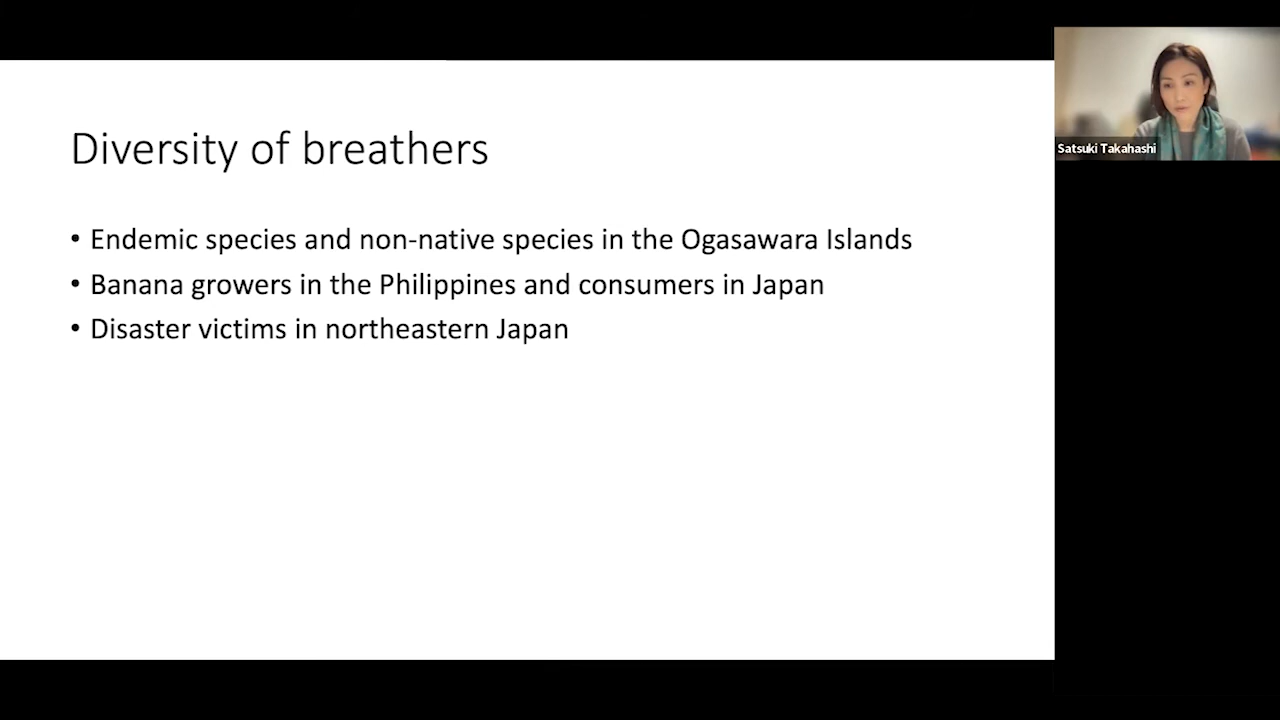 Diversity of breathers
• Endemic species and non-native species in the Ogasawara Islands
• Banana growers in the Philippines and consumers in Japan
• Disaster victims in northeastern Japan
Satsuki Takahashi